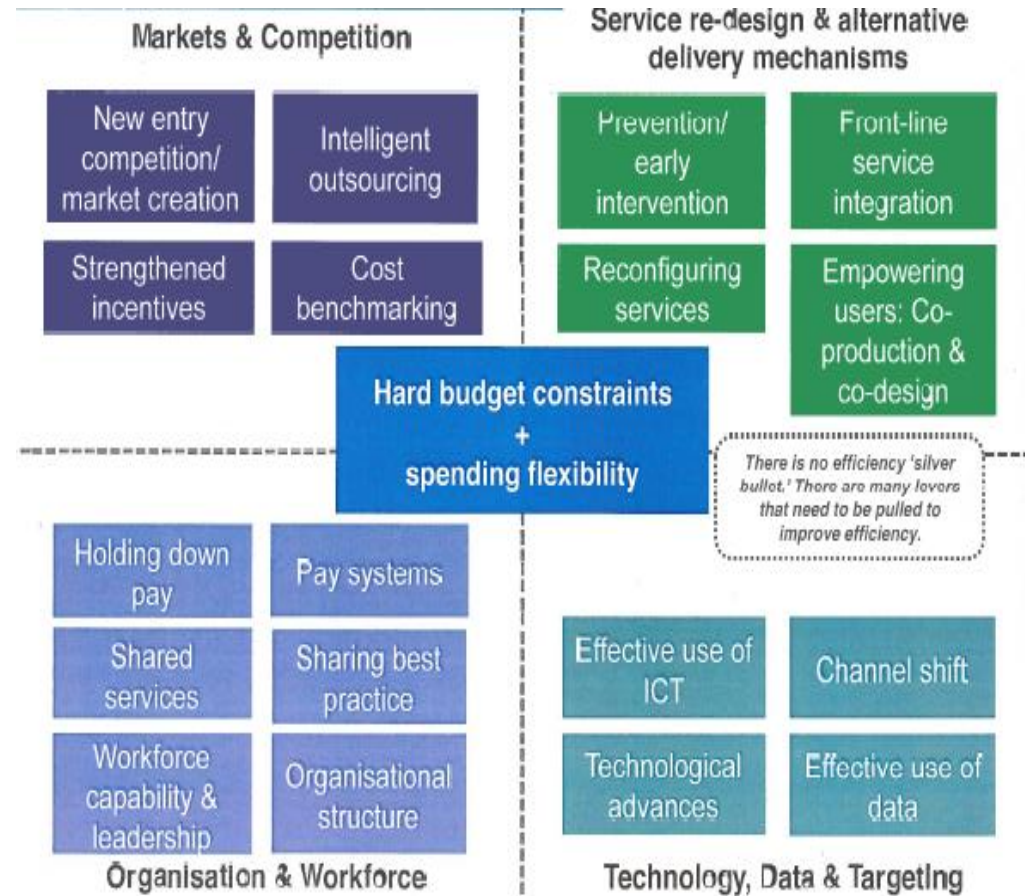 Markets & Competition
Service re-design & alternative
delivery mechanisms
New entry
competition/
market creation
Intelligent
outsourcing
Strengthened
incentives
Cost
benchmarking
Prevention/
early
intervention
Front-line
service
integration
Reconfiguring
services
Empowering
users: Co-
production &
co-design
Hard budget constraints
+
spending flexibility
There is no efficiency 'silver
bullet.' There are many levers
that need to be pulled to
improve efficiency.
Holding down
pay
Pay systems
Shared
services
Sharing best
practice
Workforce
capability &
leadership
Organisational
structure
Organisation & Workforce
Effective use of
ICT
Channel shift
Technological
advances
Effective use of
data
Technology, Data & Targeting